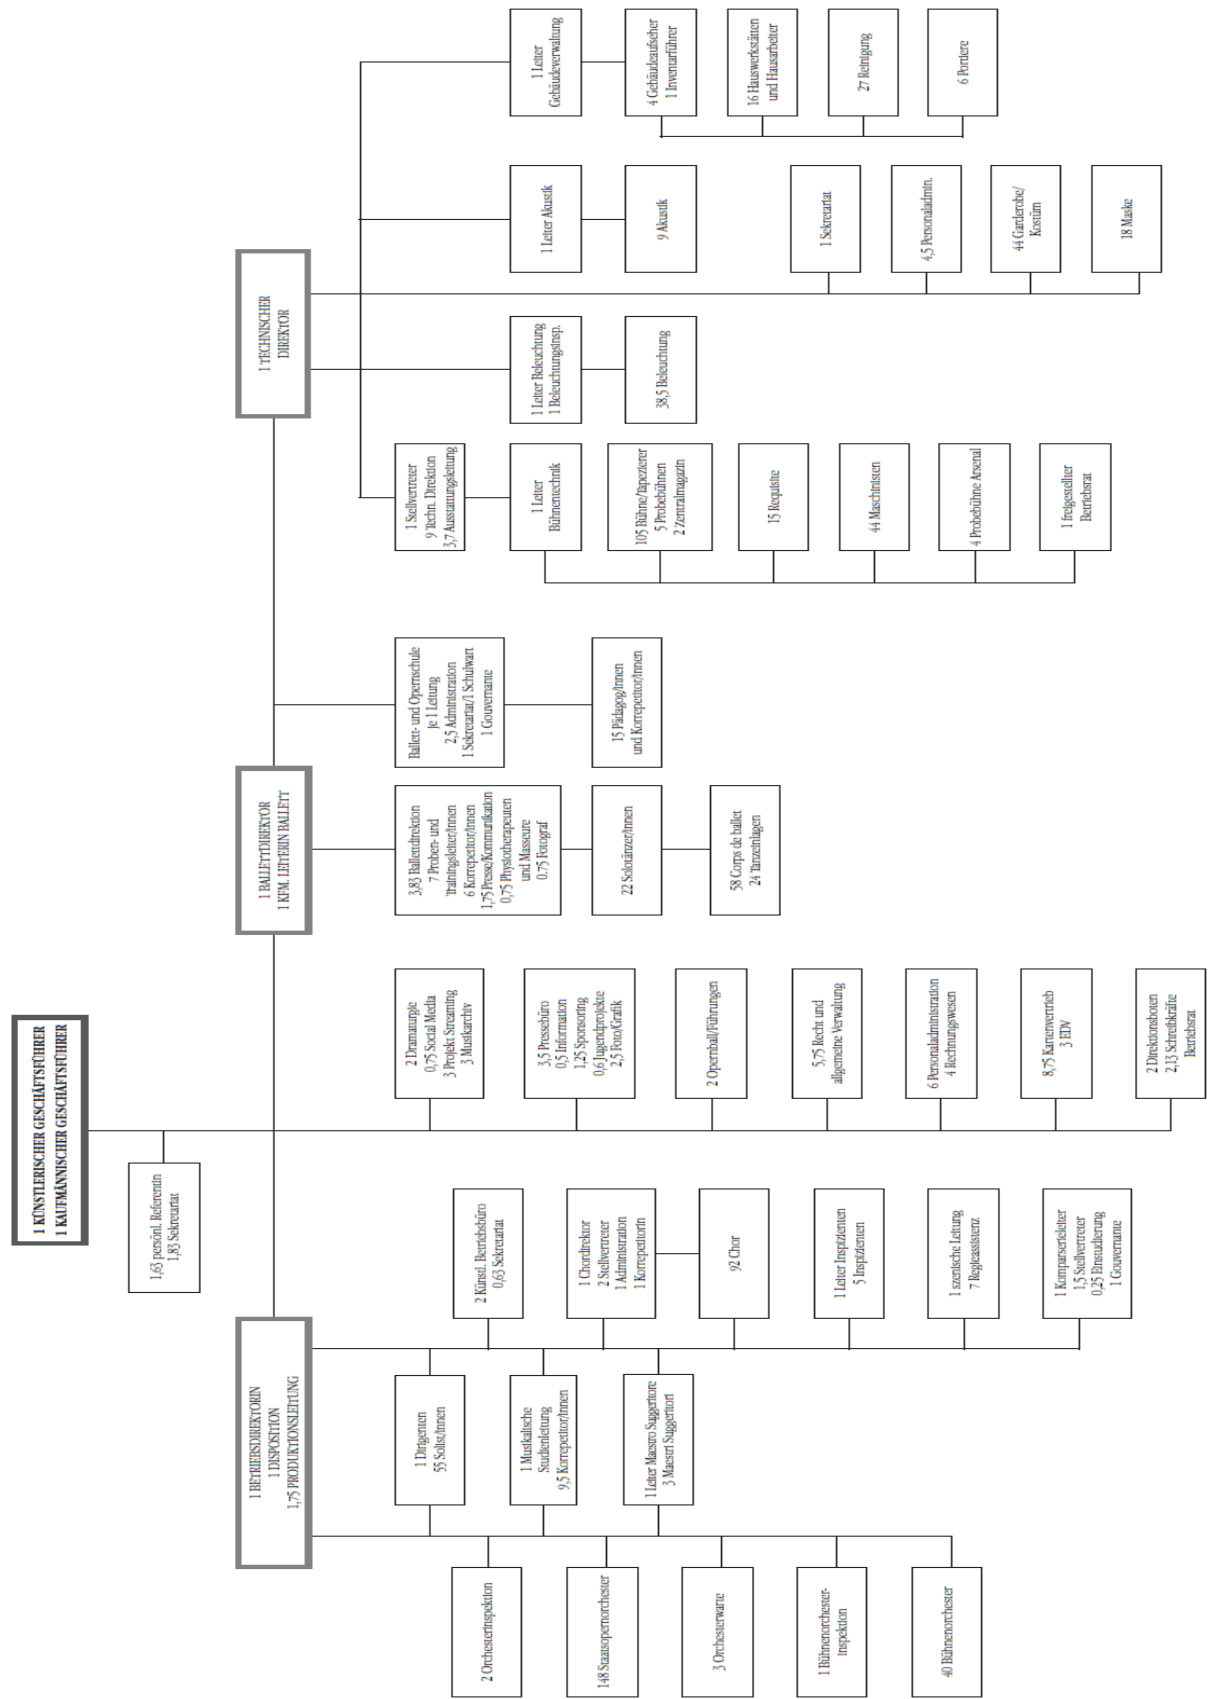 1 KÜNSTLERISCHER GESCHÄFTSFÜHRER
1 KAUFMÄNNISCHER GESCHÄFTSFÜHRER
1,63 persönl. Referentin
1,83 Sekretariat
1 BETRIEBSDIREKTORIN
1 DISPOSITION
1,75 PRODUKTIONSLEITUNG
2 Orchesterinspektion
148 Staatsopernorchester
3 Orchesterwarte
1 Bühnenorchester-
inspektion
40 Bühnenorchester
1 Dirigenten
55 Solist/innen
1 Musikalische
Studienleitung
9,5 Korrepetitor/innen
1 Leiter Maestro Suggeritore
3 Maestri Suggeritori
2 Künstl. Betriebsbüro
0,63 Sekretariat
1 Chordirektor
2 Stellvertreter
1 Administration
1 Korrepetitorin
92 Chor
1 Leiter Inspizienten
5 Inspizienten
1 szenische Leitung
7 Regieassistenz
1 Komparserieleiter
1,5 Stellvertreter
0,25 Einstudierung
1 Gouvernante
2 Dramaturgie
0,75 Social Media
3 Projekt Streaming
3 Musikarchiv
3,5 Pressebüro
0,5 Information
1,25 Sponsoring
0,6 Jugendprojekte
2,5 Foto/Grafik
2 Opernball/Führungen
5,75 Recht und
allgemeine Verwaltung
6 Personaladministration
4 Rechnungswesen
8,75 Kartenvertrieb
3 EDV
2 Direktionsboten
2,13 Schreibkräfte
Betriebsrat
1 BALLETTDIREKTOR
1 KFM. LEITERIN BALLETT
3,83 Ballettdirektion
7 Proben- und
Trainingsleiter/innen
6 Korrepetitor/innen
1,75 Presse/Kommunikation
0,75 Physiotherapeuten
und Masseure
0.75 Fotograf
22 Solotänzer/innen
58 Corps de ballet
24 Tanzeinlagen
Ballett- und Opernschule
je 1 Leitung
2,5 Administration
1 Sekretariat/1 Schulwart
1 Gouvernante
15 Pädagog/innen
und Korrepetitor/innen
1 TECHNISCHER
DIREKTOR
1 Stellvertreter
9 Techn. Direktion
3,7 Ausstattungsleitung
1 Leiter
Bühnentechnik
105 Bühne/Tapezierer
5 Probebühnen
2 Zentralmagazin
15 Requisite
44 Maschinisten
4 Probebühne Arsenal
1 freigestellter
Betriebsrat
1 Leiter Beleuchtung
1 Beleuchtungsinsp.
38,5 Beleuchtung
1 Leiter Akustik
9 Akustik
1 Sekretariat
4,5 Personaladmin.
44 Garderobe/
Kostüm
18 Maske
1 Leiter
Gebäudeverwaltung
4 Gebäudeaufseher
1 Inventarführer
16 Hauswerkstätten
und Hausarbeiter
27 Reinigung
6 Portiere